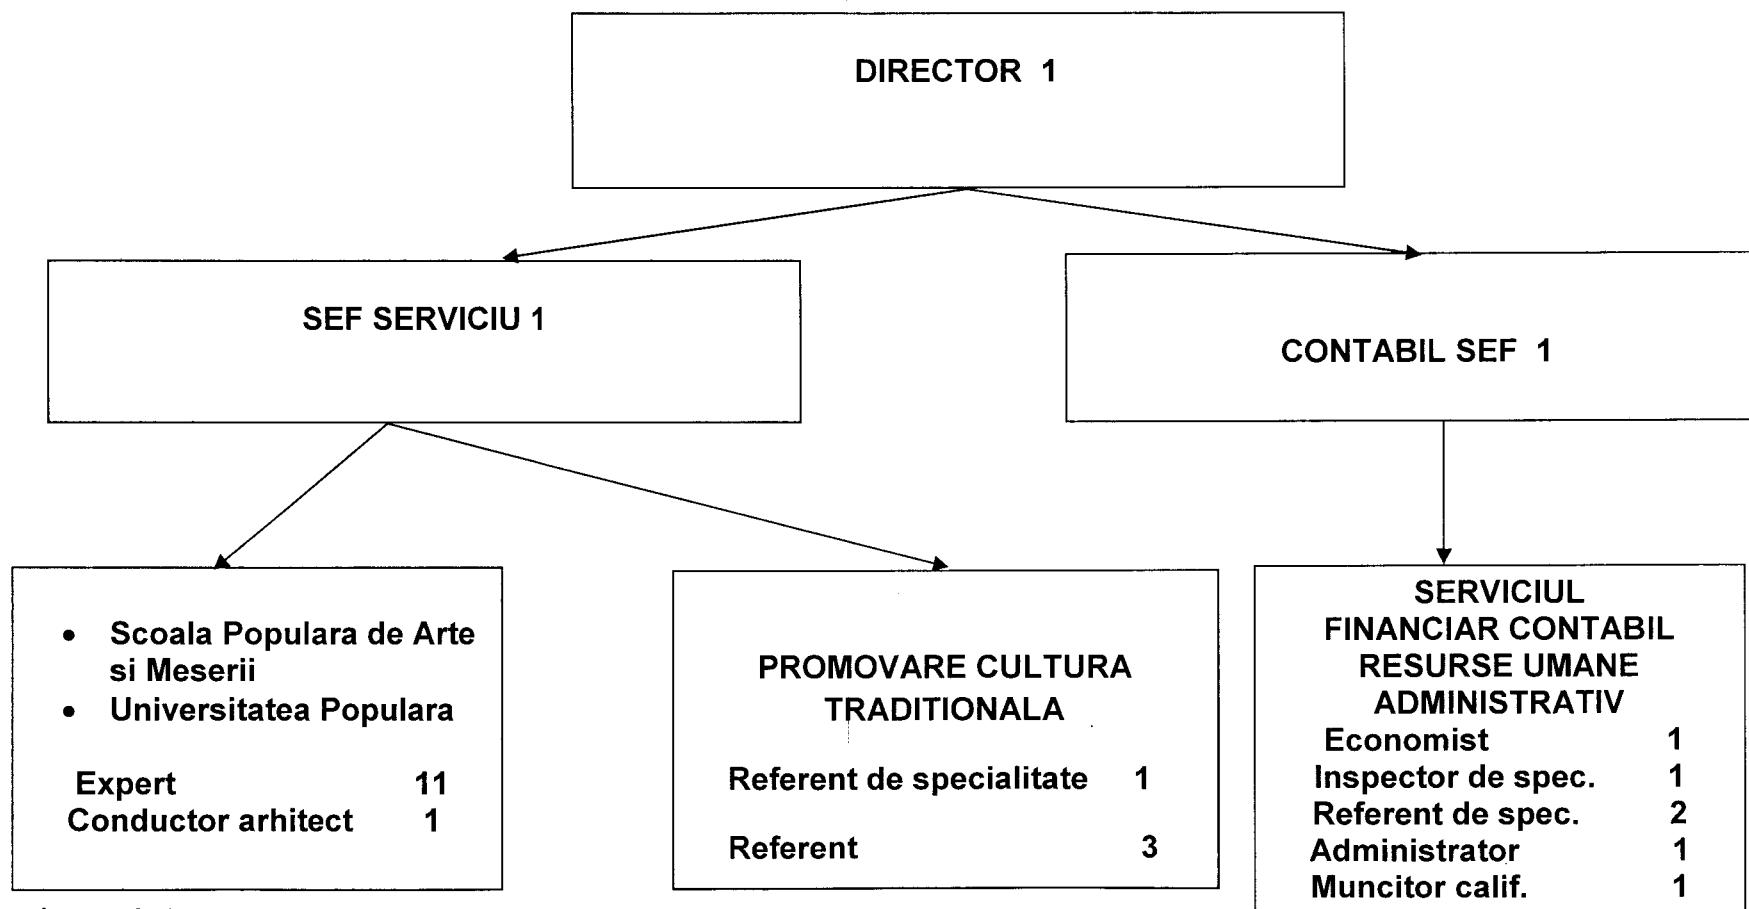 DIRECTOR 1
SEF SERVICIU 1
CONTABIL SEF 1
• Scoala Populara de Arte
si Meserii
• Universitatea Populara
Expert 11
Conductor arhitect 1
PROMOVARE CULTURA
TRADITIONALA
Referent de specialitate 1
Referent 3
SERVICIUL
FINANCIAR CONTABIL
RESURSE UMANE
ADMINISTRATIV
Economist 1
Inspector de spec. 1
Referent de spec. 2
Administrator 1
Muncitor calif. 1